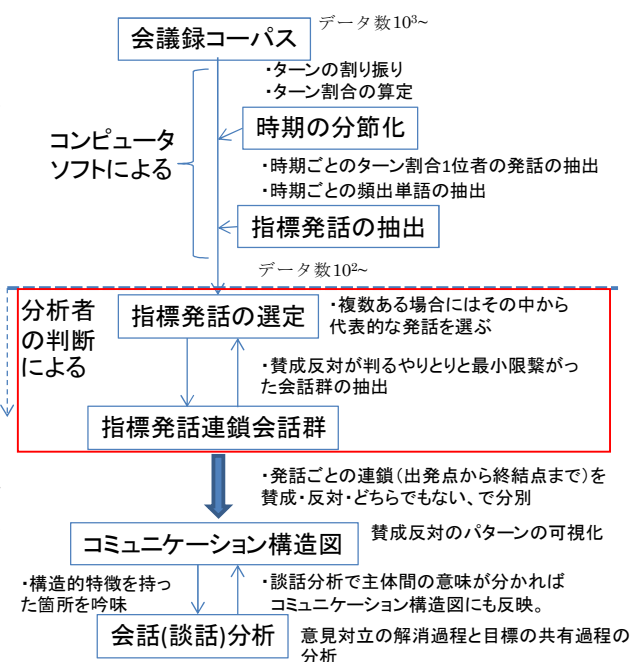 会議録コーパス
データ数10³~
・ターンの割り振り
・ターン割合の算定
コンピュータ
ソフトによる
時期の分節化
・時期ごとのターン割合1位者の発話の抽出
・時期ごとの頻出単語の抽出
指標発話の抽出
データ数10²~
分析者
の判断
による
指標発話の選定
・複数ある場合にはその中から
代表的な発話を選ぶ
・賛成反対が判るやりとりと最小限繋がっ
た会話群の抽出
指標発話連鎖会話群
・発話ごとの連鎖(出発点から終結点まで)を
賛成・反対・どちらでもない、で分別
コミュニケーション構造図
賛成反対のパターンの可視化
・構造的特徴を持っ
た箇所を吟味
・談話分析で主体間の意味が分かれば
コミュニケーション構造図にも反映。
会話(談話)分析
意見対立の解消過程と目標の共有過程の
分析